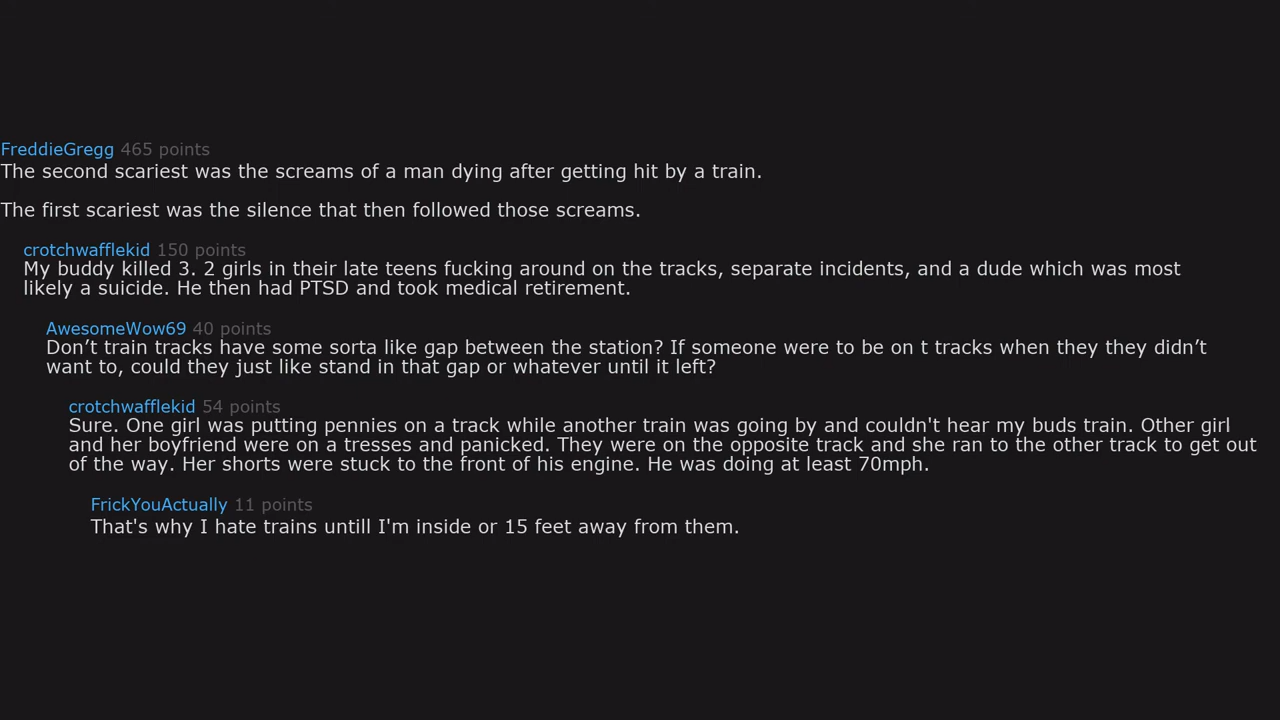 FreddieGregg 465 points
The second scariest was the screams of a man dying after getting hit by a train.
The first scariest was the silence that then followed those screams.
crotchwafflekid 150 points
My buddy killed 3. 2 girls in their late teens fucking around on the tracks, separate incidents, and a dude which was most
likely a suicide. He then had PTSD and took medical retirement.
AwesomeWow69 40 points
Don’t train tracks have some sorta like gap between the station? If someone were to be on t tracks when they they didn’t
want to, could they just like stand in that gap or whatever until it left?
crotchwafflekid 54 points
Sure. One girl was putting pennies on a track while another train was going by and couldn't hear my buds train. Other girl
and her boyfriend were on a tresses and panicked. They were on the opposite track and she ran to the other track to get out
of the way. Her shorts were stuck to the front of his engine. He was doing at least 70mph.
FrickYouActually 11 points
That's why I hate trains untill I'm inside or 15 feet away from them.